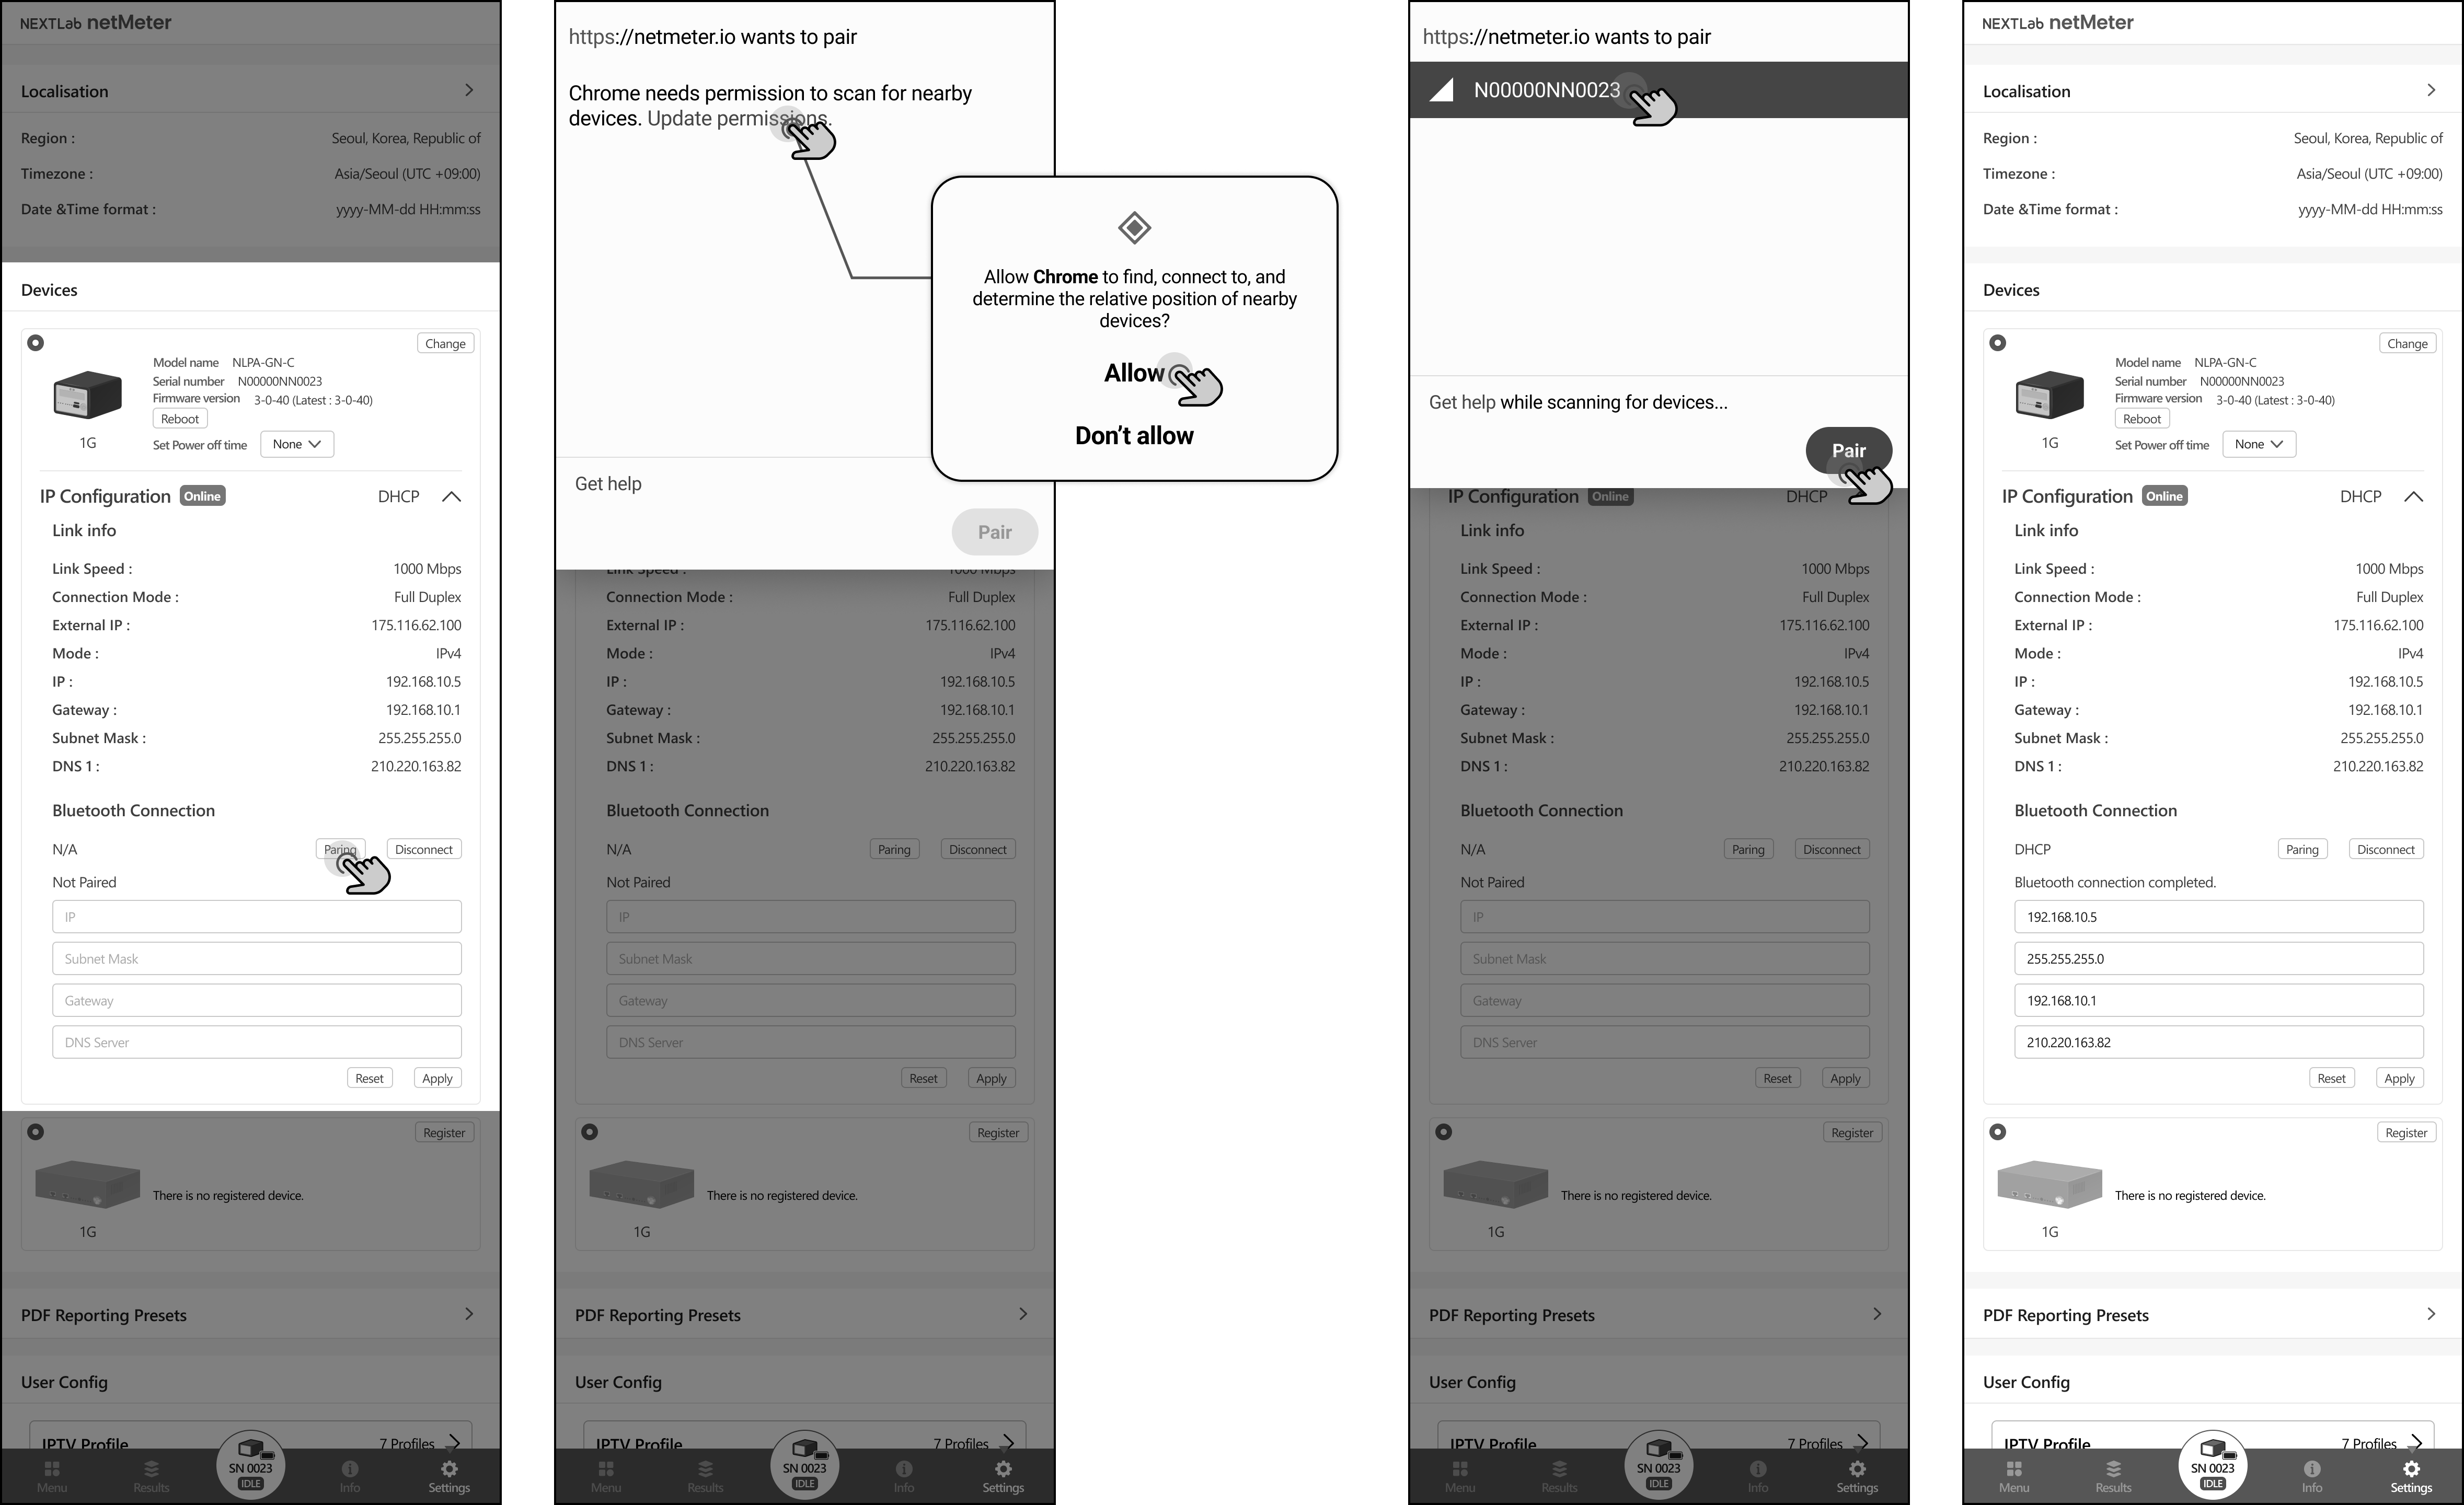 NEXTLab netMeter
Localisation
Region : Seoul, Korea, Republic of
Timezone : Asia/Seoul (UTC +09:00)
Date &Time format : yyyy-MM-dd HH:mm:ss
Devices
Change
Model name NLPA-GN-C
Serial number N00000NN0023
Firmware version 3-0-40 (Latest : 3-0-40)
Reboot
1G
Set Power off time None
IP Configuration Online DHCP
Link info
Link Speed : 1000 Mbps
Connection Mode : Full Duplex
External IP : 175.116.62.100
Mode : IPv4
IP : 192.168.10.5
Gateway : 192.168.10.1
Subnet Mask : 255.255.255.0
DNS 1 : 210.220.163.82
Bluetooth Connection
N/A Paring Disconnect
Not Paired
IP
Subnet Mask
Gateway
DNS Server
Reset Apply
Register
There is no registered device.
1G
PDF Reporting Presets
User Config
IPTV Profile 7 Profiles
SN 0023
IDLE
Menu Results Info Settings
https://netmeter.io wants to pair
Chrome needs permission to scan for nearby
devices. Update permissions.
Get help
Pair
Link Speed : 1000 Mbps
Connection Mode : Full Duplex
External IP : 175.116.62.100
Mode : IPv4
IP : 192.168.10.5
Gateway : 192.168.10.1
Subnet Mask : 255.255.255.0
DNS 1 : 210.220.163.82
Bluetooth Connection
N/A Paring Disconnect
Not Paired
IP
Subnet Mask
Gateway
DNS Server
Reset Apply
Register
There is no registered device.
1G
PDF Reporting Presets
User Config
IPTV Profile 7 Profiles
SN 0023
IDLE
Menu Results Info Settings
Allow Chrome to find, connect to, and
determine the relative position of nearby
devices?
Allow
Don't allow
https://netmeter.io wants to pair
N00000NN0023
Get help while scanning for devices...
Pair
IP Configuration Online DHCP
Link info
Link Speed : 1000 Mbps
Connection Mode : Full Duplex
External IP : 175.116.62.100
Mode : IPv4
IP : 192.168.10.5
Gateway : 192.168.10.1
Subnet Mask : 255.255.255.0
DNS 1 : 210.220.163.82
Bluetooth Connection
N/A Paring Disconnect
Not Paired
IP
Subnet Mask
Gateway
DNS Server
Reset Apply
Register
There is no registered device.
1G
PDF Reporting Presets
User Config
IPTV Profile 7 Profiles
SN 0023
IDLE
Menu Results Info Settings
NEXTLab netMeter
Localisation
Region : Seoul, Korea, Republic of
Timezone : Asia/Seoul (UTC +09:00)
Date &Time format : yyyy-MM-dd HH:mm:ss
Devices
Change
Model name NLPA-GN-C
Serial number N00000NN0023
Firmware version 3-0-40 (Latest : 3-0-40)
Reboot
1G
Set Power off time None
IP Configuration Online DHCP
Link info
Link Speed : 1000 Mbps
Connection Mode : Full Duplex
External IP : 175.116.62.100
Mode : IPv4
IP : 192.168.10.5
Gateway : 192.168.10.1
Subnet Mask : 255.255.255.0
DNS 1 : 210.220.163.82
Bluetooth Connection
DHCP Paring Disconnect
Bluetooth connection completed.
192.168.10.5
255.255.255.0
192.168.10.1
210.220.163.82
Reset Apply
Register
There is no registered device.
1G
PDF Reporting Presets
User Config
IPTV Profile 7 Profiles
SN 0023
IDLE
Menu Results Info Settings